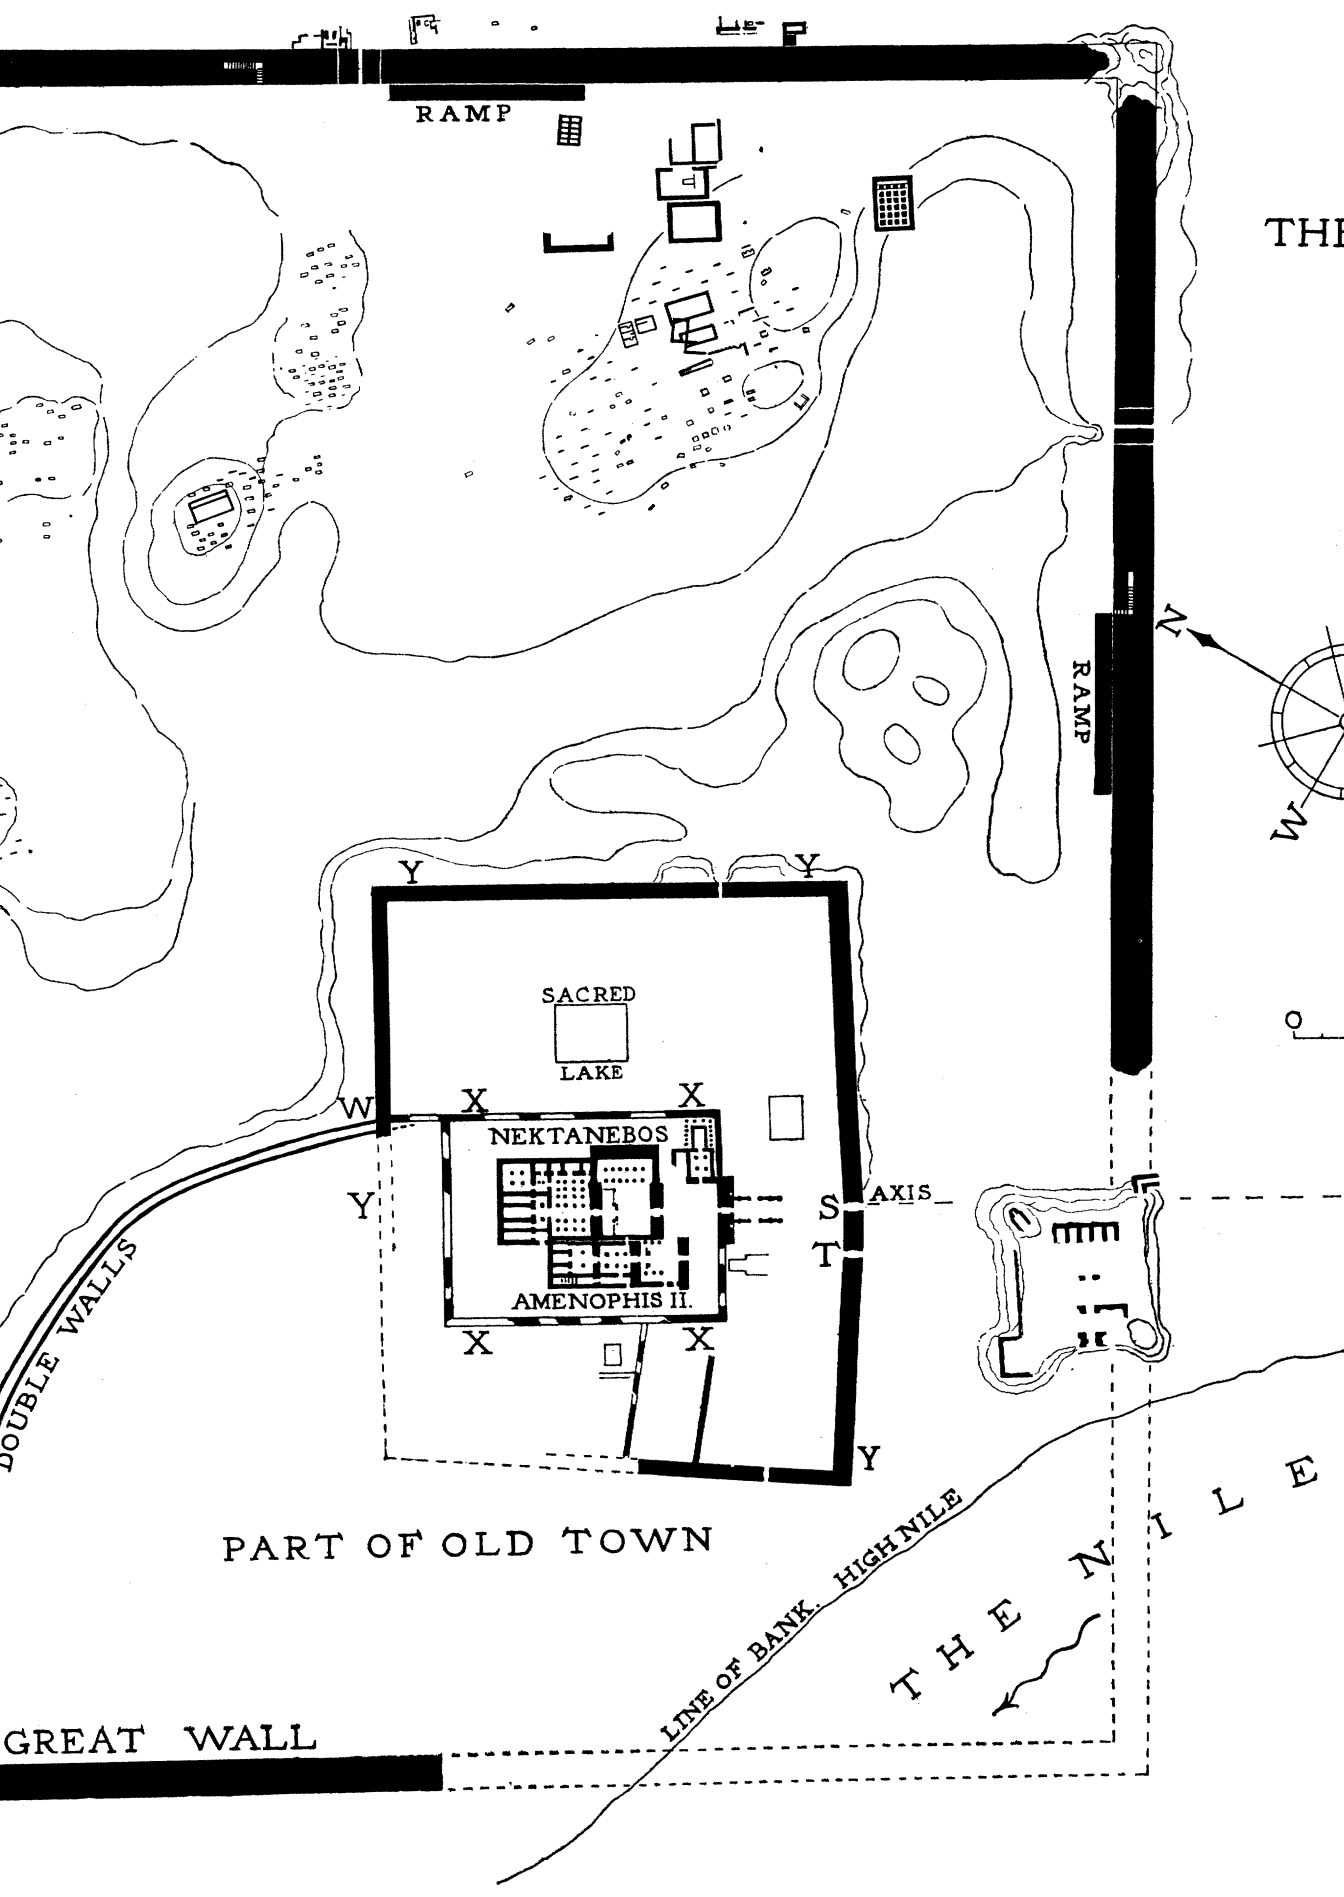 RAMP
THE
N
RAMP
W
O
Y Y
SACRED
LAKE
W X X
NEKTANEBOS
Y
S AXIS
T
DOUBLE WALLS
AMENOPHIS II.
X X
Y
PART OF OLD TOWN
LINE OF BANK. HIGH NILE
THE NILE
GREAT WALL